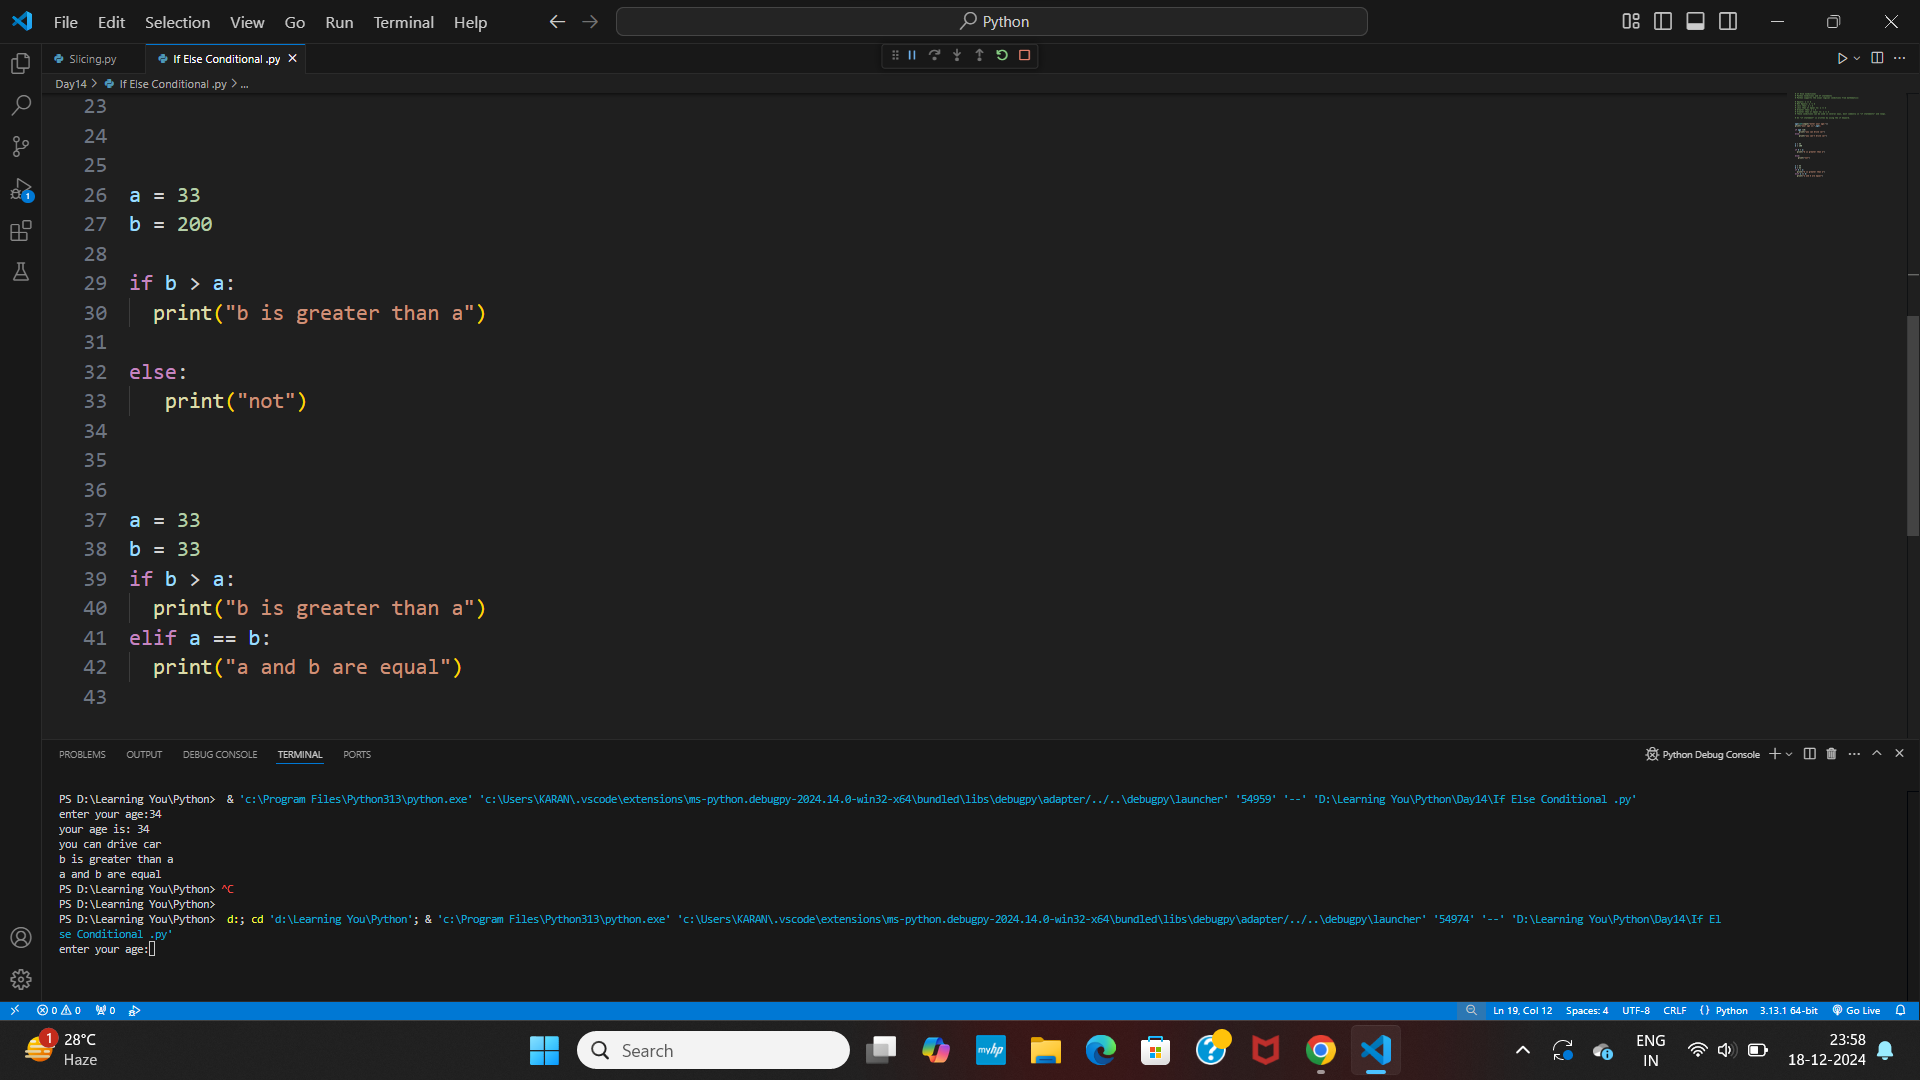 File Edit Selection View Go Run Terminal Help
Python
Slicing.py
If Else Conditional .py
Day14 > If Else Conditional .py > ...
23
24
25
26 a = 33
27 b = 200
28
29 if b > a:
30 print("b is greater than a")
31
32 else:
33 print("not")
34
35
36
37 a = 33
38 b = 33
39 if b > a:
40 print("b is greater than a")
41 elif a == b:
42 print("a and b are equal")
43
1
PROBLEMS OUTPUT DEBUG CONSOLE TERMINAL PORTS
Python Debug Console
PS D:\Learning You\Python> & 'c:\Program Files\Python313\python.exe' 'c:\Users\KARAN\.vscode\extensions\ms-python.debugpy-2024.14.0-win32-x64\bundled\libs\debugpy\adapter/../..\debugpy\launcher' '54959' '--' 'D:\Learning You\Python\Day14\If Else Conditional .py'
enter your age:34
your age is: 34
you can drive car
b is greater than a
a and b are equal
PS D:\Learning You\Python> ^C
PS D:\Learning You\Python>
PS D:\Learning You\Python> d:; cd 'd:\Learning You\Python'; & 'c:\Program Files\Python313\python.exe' 'c:\Users\KARAN\.vscode\extensions\ms-python.debugpy-2024.14.0-win32-x64\bundled\libs\debugpy\adapter/../..\debugpy\launcher' '54974' '--' 'D:\Learning You\Python\Day14\If El
se Conditional .py'
enter your age:
0 0 0
Ln 19, Col 12 Spaces: 4 UTF-8 CRLF {} Python 3.13.1 64-bit Go Live
1
28°C
Haze
Search
myhp
ENG
IN
23:58
18-12-2024